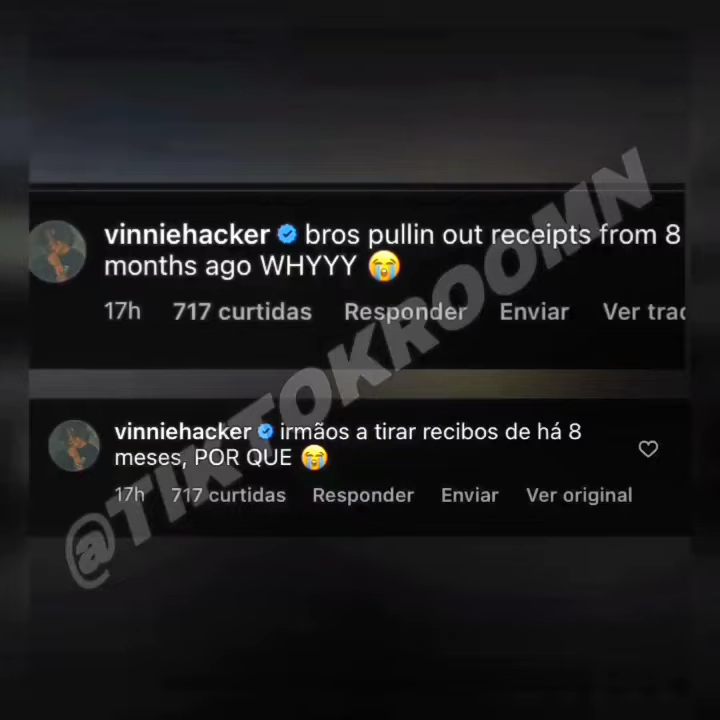 vinniehacker bros pullin out receipts from 8
months ago WHYYY 😭
17h 717 curtidas Responder Enviar Ver trac
vinniehacker irmãos a tirar recibos de há 8
meses, POR QUE 😭
17h 717 curtidas Responder Enviar Ver original
@TIKTOKROOMN